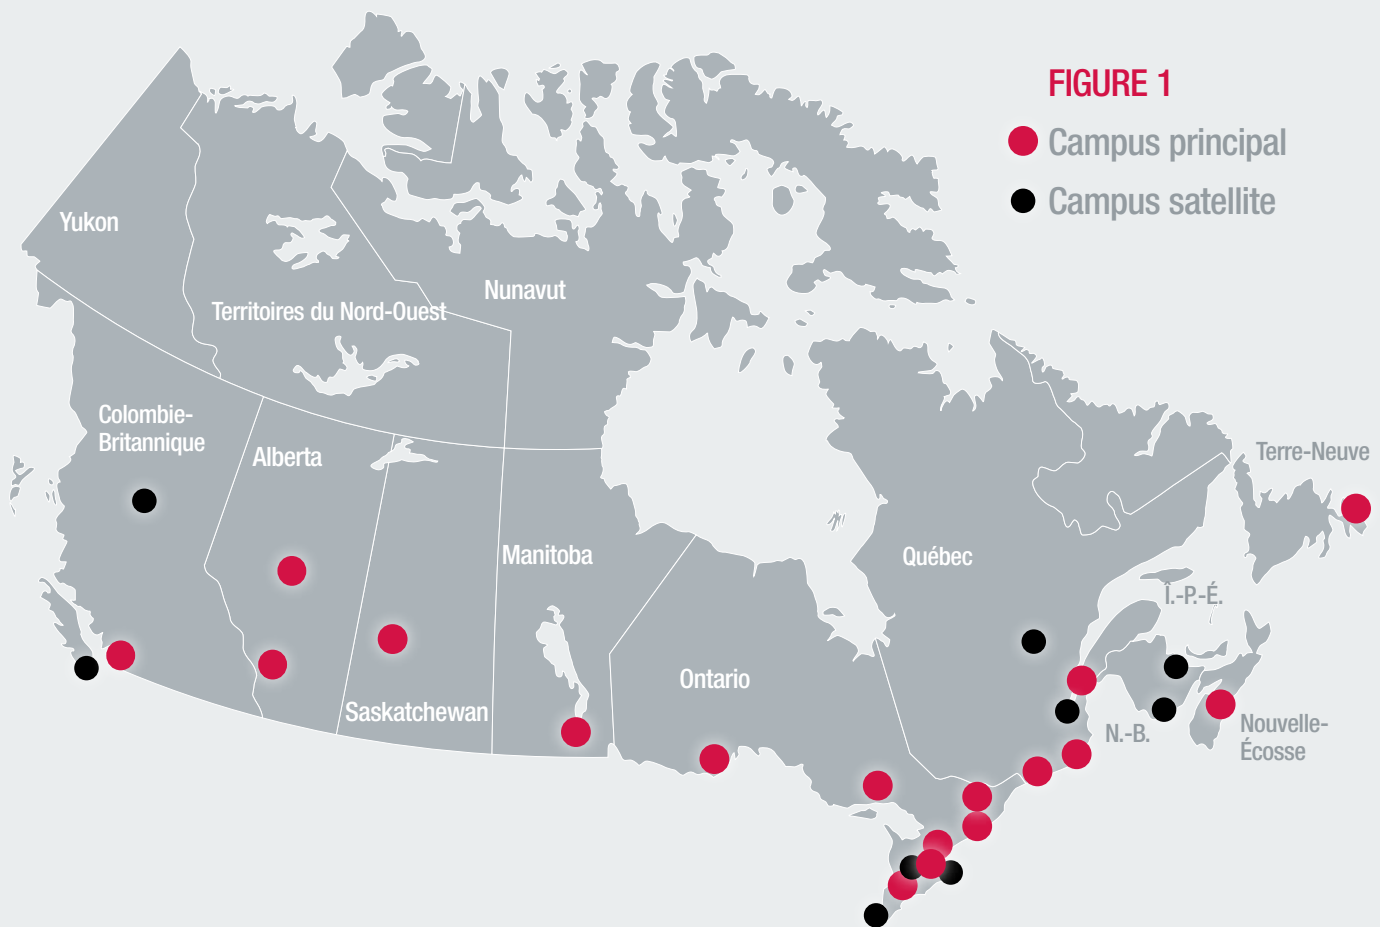 FIGURE 1
Campus principal
Campus satellite
Yukon
Territoires du Nord-Ouest
Nunavut
Colombie-
Britannique
Alberta
Saskatchewan
Manitoba
Ontario
Québec
Terre-Neuve
Î.-P.-É.
N.-B.
Nouvelle-
Écosse